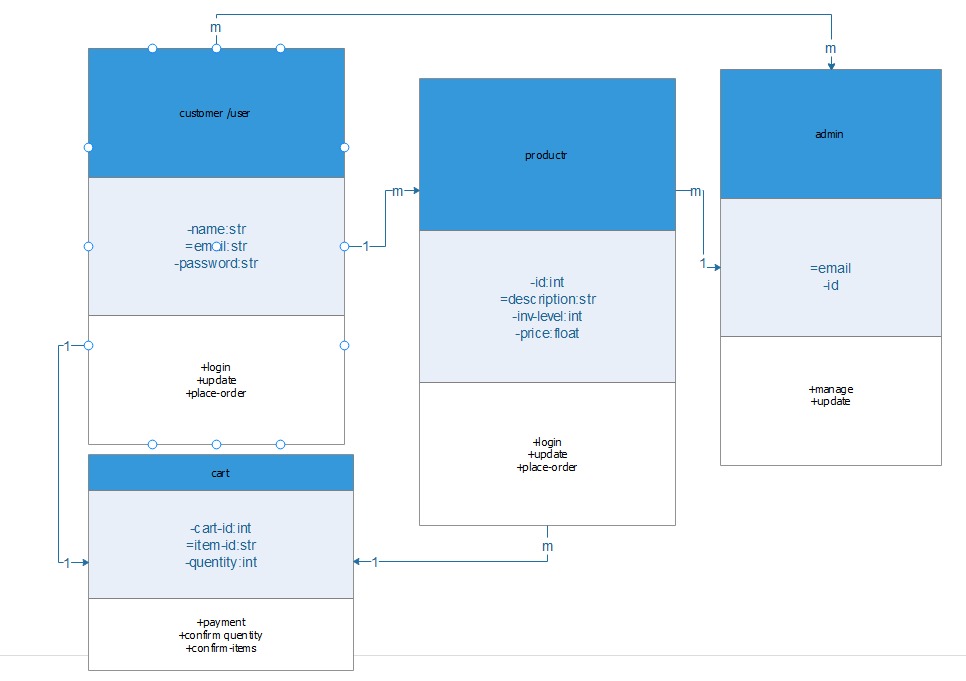 m
m
customer /user
-name:str
=email:str
-password:str
+login
+update
+place-order
1
m
productr
-id:int
=description:str
-inv-level:int
-price:float
+login
+update
+place-order
m
1
admin
=email
-id
+manage
+update
1
1
cart
-cart-id:int
=item-id:str
-quentity:int
+payment
+confirm quentity
+confirm-items
m
1